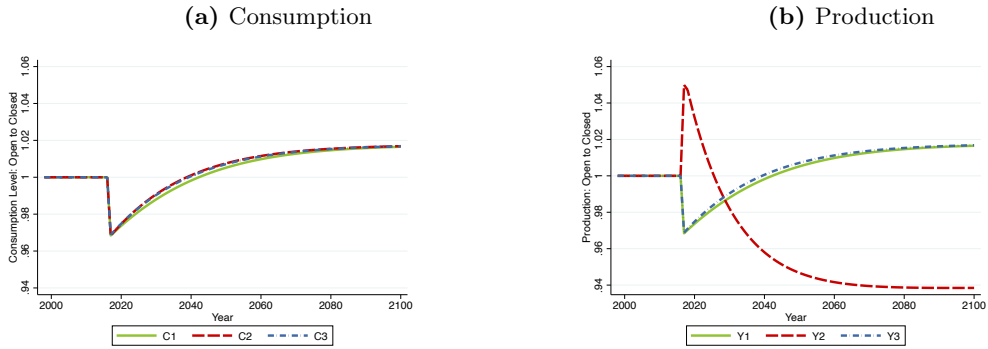 (a) Consumption
Consumption Level: Open to Closed
1.06
1.04
1.02
1
.98
.96
.94
2000 2020 2040 2060 2080 2100
Year
C1 C2 C3
(b) Production
Production: Open to Closed
1.06
1.04
1.02
1
.98
.96
.94
2000 2020 2040 2060 2080 2100
Year
Y1 Y2 Y3